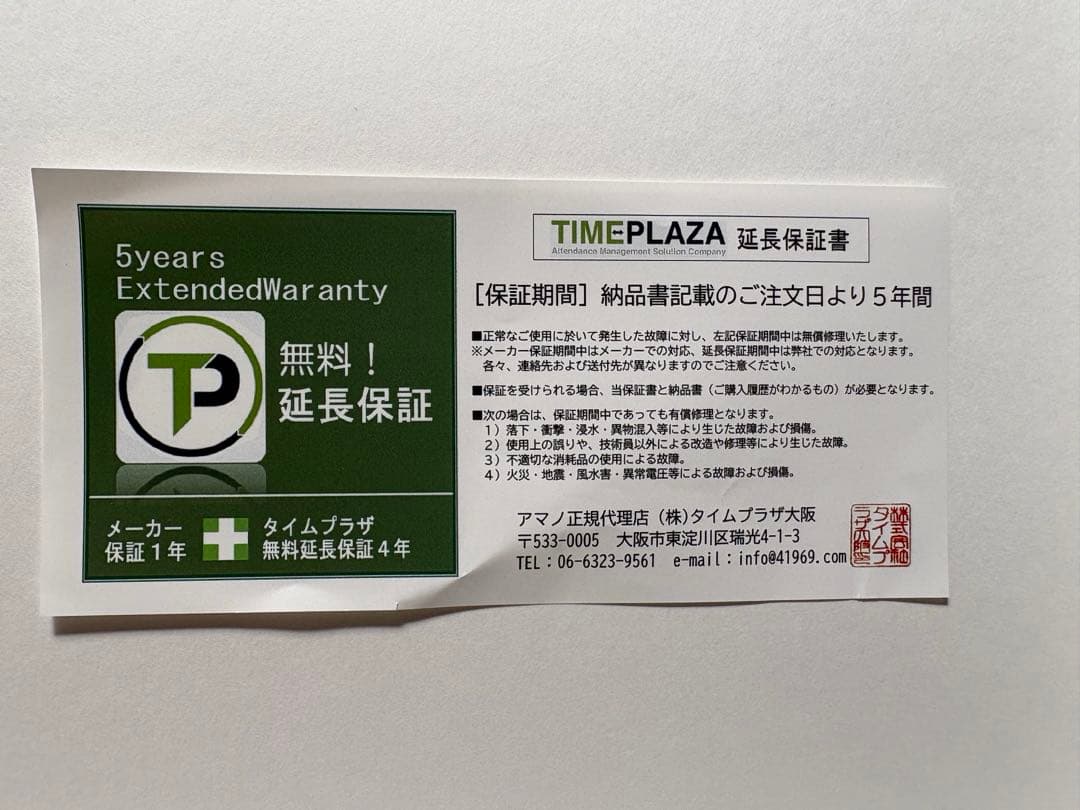 5years
ExtendedWaranty
TP
無料！
延長保証
メーカー
保証１年
タイムプラザ
無料延長保証４年
TIMEPLAZA 延長保証書
Attendance Management Solution Company
［保証期間］納品書記載のご注文日より５年間
■正常なご使用に於いて発生した故障に対し、左記保証期間中は無償修理いたします。
※メーカー保証期間中はメーカーでの対応、延長保証期間中は弊社での対応となります。
各々、連絡先および送付先が異なりますのでご注意ください。
■保証を受けられる場合、当保証書と納品書（ご購入履歴がわかるもの）が必要となります。
■次の場合は、保証期間中であっても有償修理となります。
１）落下・衝撃・浸水・異物混入等により生じた故障および損傷。
２）使用上の誤りや、技術員以外による改造や修理等により生じた故障。
３）不適切な消耗品の使用による故障。
４）火災・地震・風水害・異常電圧等による故障および損傷。
アマノ正規代理店（株）タイムプラザ大阪
〒533-0005 大阪市東淀川区瑞光4-1-3
TEL：06-6323-9561 e-mail：info@41969.com
株式会社
タイムプ